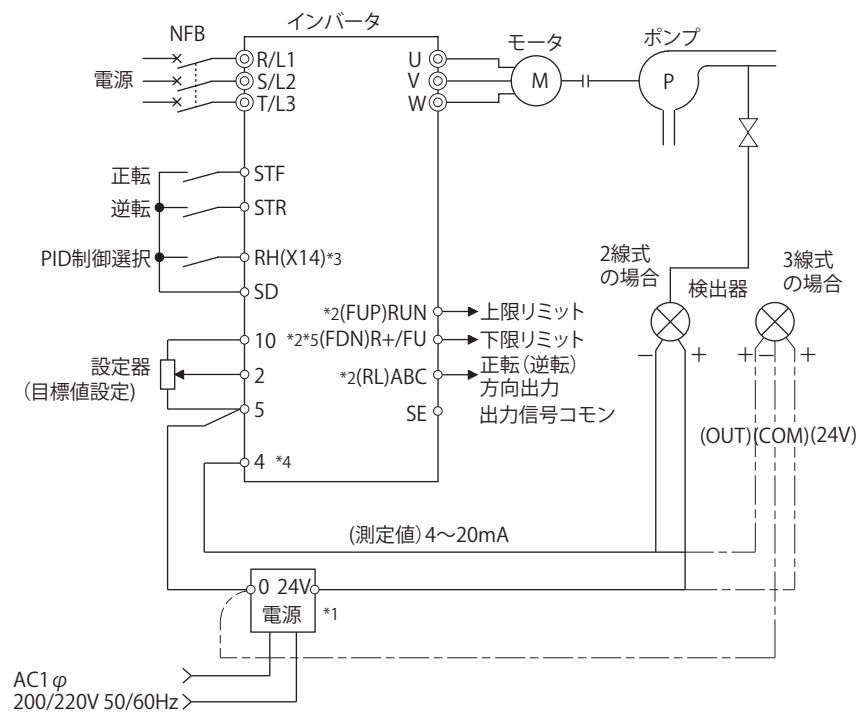 インバータ
NFB
モータ
ポンプ
R/L1
U
電源
S/L2
V
M
P
T/L3
W
正転
STF
逆転
STR
PID制御選択
RH(X14)*3
SD
2線式
の場合
検出器
3線式
の場合
*2(FUP)RUN
上限リミット
10
*2*5(FDN)R+/FU
下限リミット
設定器
(目標値設定)
2
*2(RL)ABC
正転(逆転)
方向出力
5
SE
出力信号コモン
− +
+ − +
(OUT)(COM)(24V)
4 *4
(測定値)4〜20mA
0 24V
電源
*1
AC1φ
200/220V 50/60Hz